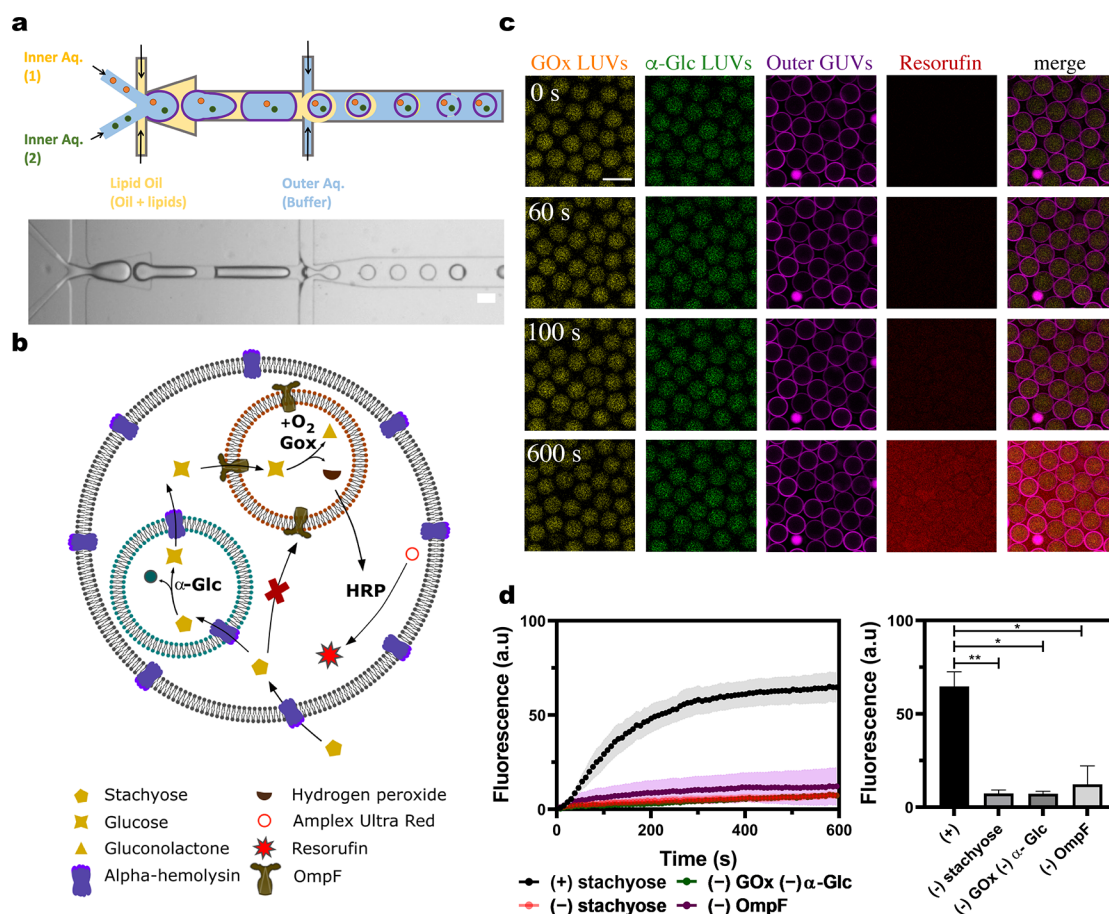 a
Inner Aq.
(1)
Inner Aq.
(2)
Lipid Oil
(Oil + lipids)
Outer Aq.
(Buffer)
b
+O2
Gox
α-Glc
HRP
Stachyose
Glucose
Gluconolactone
Alpha-hemolysin
Hydrogen peroxide
Amplex Ultra Red
Resorufin
OmpF
c
GOx LUVs
α-Glc LUVs
Outer GUVs
Resorufin
merge
0 s
60 s
100 s
600 s
d
Fluorescence (a.u)
100
50
0
0
200
400
600
Time (s)
(+) stachyose
(−) GOx (−)α-Glc
(−) stachyose
(−) OmpF
Fluorescence (a.u)
100
50
0
*
*
**
(+)
(-) stachyose
(-) GOx (-) α- Glc
(-) OmpF